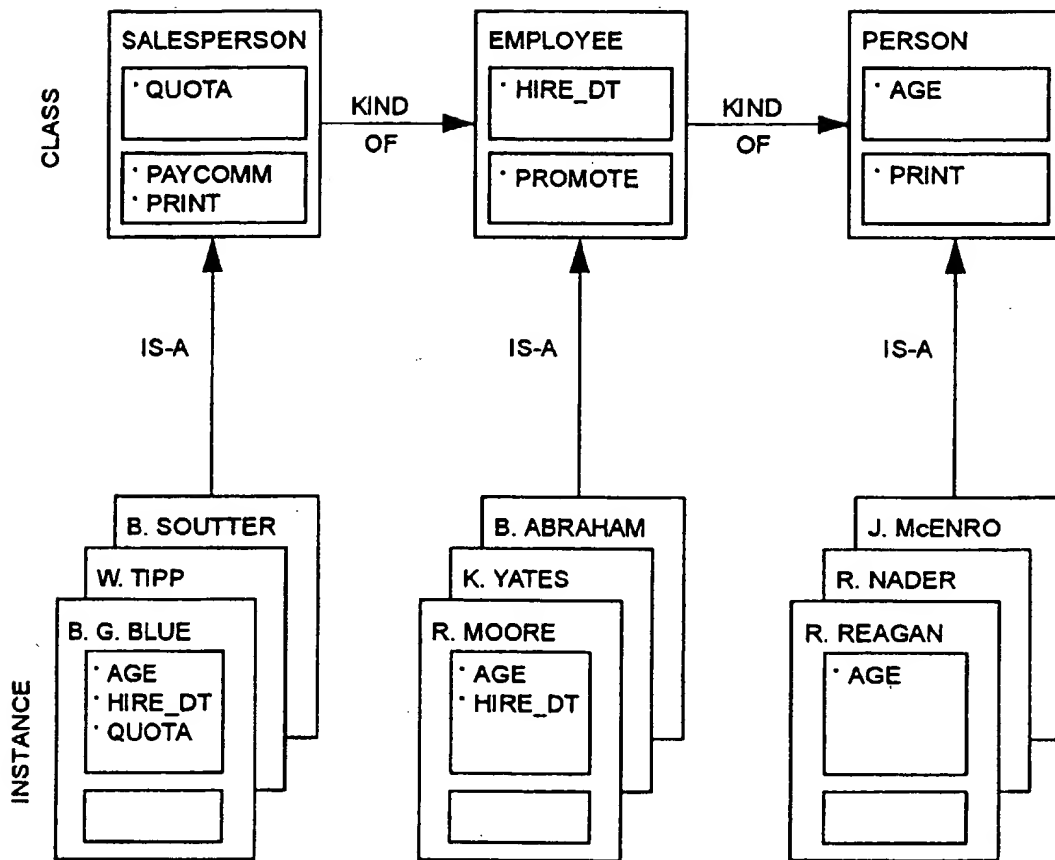 CLASS
SALESPERSON
· QUOTA
· PAYCOMM
· PRINT
KIND
OF
EMPLOYEE
· HIRE_DT
· PROMOTE
KIND
OF
PERSON
· AGE
· PRINT
IS-A
IS-A
IS-A
INSTANCE
B. SOUTTER
W. TIPP
B. G. BLUE
· AGE
· HIRE_DT
· QUOTA
B. ABRAHAM
K. YATES
R. MOORE
· AGE
· HIRE_DT
J. McENRO
R. NADER
R. REAGAN
· AGE